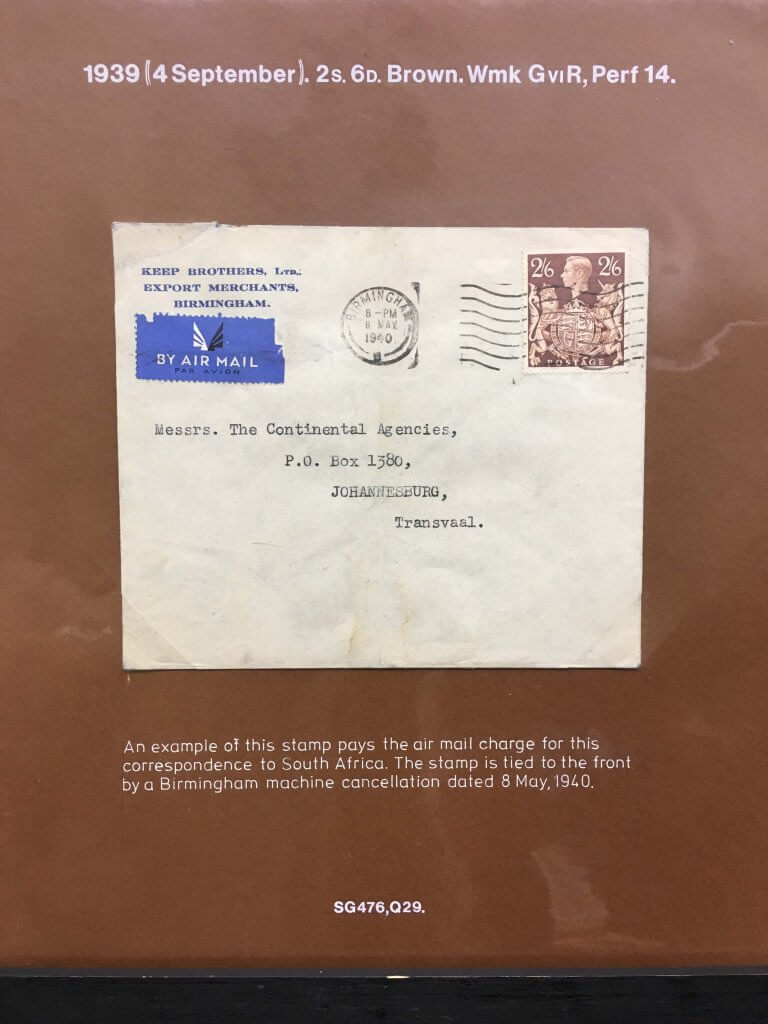 1939 (4 September). 2s. 6D. Brown. Wmk GVIR, Perf 14.
KEEP BROTHERS, LTD.,
EXPORT MERCHANTS,
BIRMINGHAM.
BY AIR MAIL
PAR AVION
BIRMINGHAM
8 - PM
8 MAY
1940
2/6 2/6
POSTAGE
Messrs. The Continental Agencies,
P.O. Box 1380,
JOHANNESBURG,
Transvaal.
An example of this stamp pays the air mail charge for this
correspondence to South Africa. The stamp is tied to the front
by a Birmingham machine cancellation dated 8 May, 1940.
SG476,Q29.